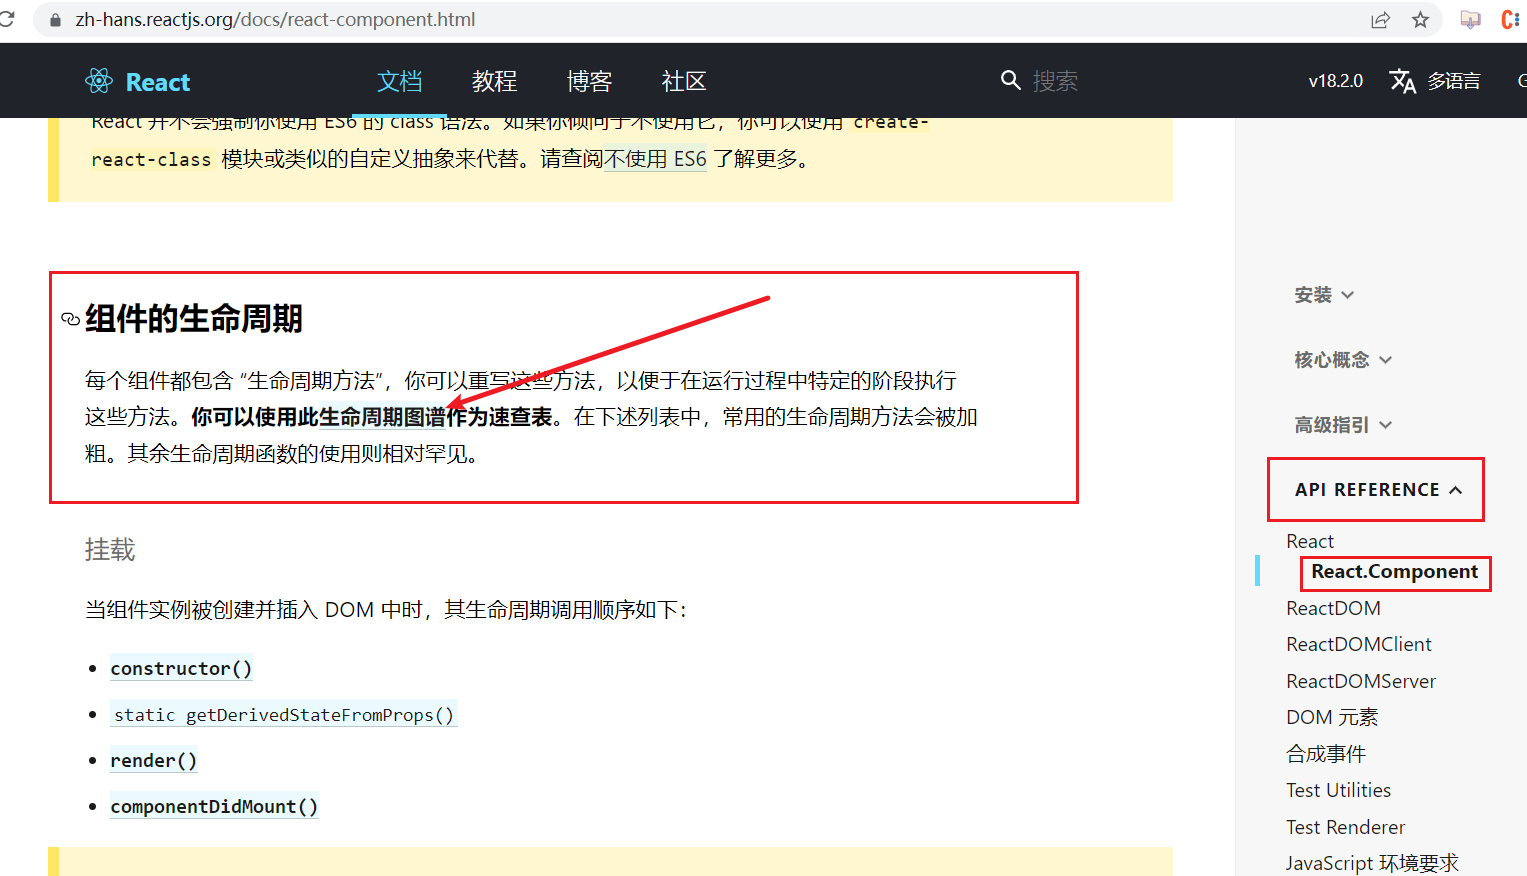 zh-hans.reactjs.org/docs/react-component.html
React 文档 教程 博客 社区 搜索 v18.2.0 多语言
React 并不会强制你使用 ES6 的 class 语法。如果你倾向于不使用它，你可以使用 create-
react-class 模块或类似的自定义抽象来代替。请查阅不使用 ES6 了解更多。
组件的生命周期
每个组件都包含 “生命周期方法”，你可以重写这些方法，以便于在运行过程中特定的阶段执行
这些方法。你可以使用此生命周期图谱作为速查表。在下述列表中，常用的生命周期方法会被加
粗。其余生命周期函数的使用则相对罕见。
挂载
当组件实例被创建并插入 DOM 中时，其生命周期调用顺序如下：
constructor()
static getDerivedStateFromProps()
render()
componentDidMount()
安装
核心概念
高级指引
API REFERENCE
React
React.Component
ReactDOM
ReactDOMClient
ReactDOMServer
DOM 元素
合成事件
Test Utilities
Test Renderer
JavaScript 环境要求